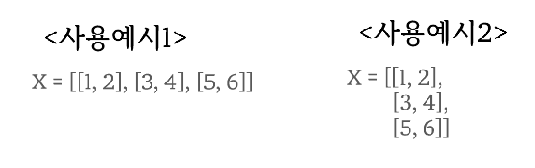 <사용예시1>
X = [[1, 2], [3, 4], [5, 6]]
<사용예시2>
X = [[1, 2],
[3, 4],
[5, 6]]